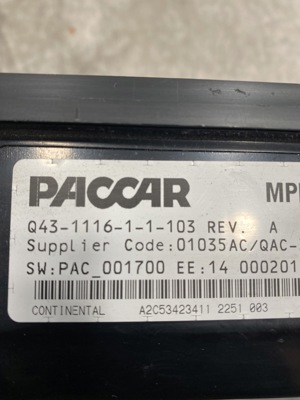 PACCAR MPI
Q43-1116-1-1-103 REV. A
Supplier Code:01035AC/QAC-
SW:PAC_001700 EE:14 000201
CONTINENTAL A2C53423411 2251 003